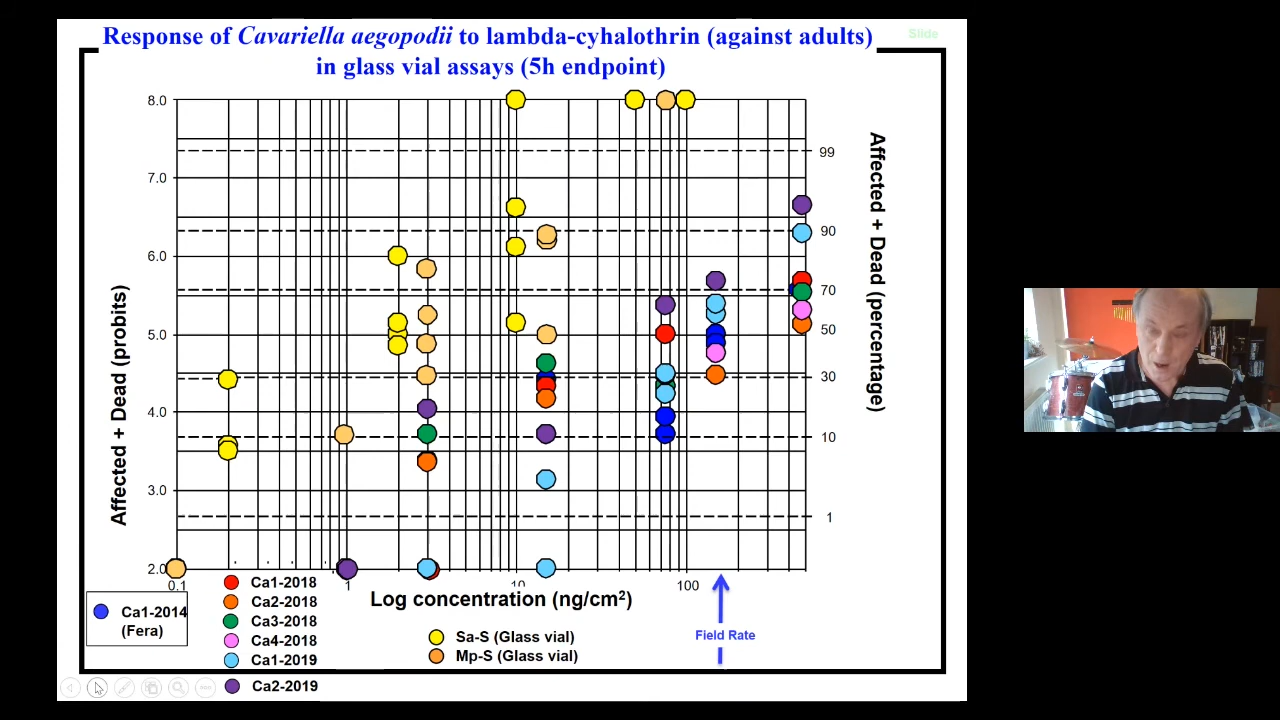 Response of Cavariella aegopodii to lambda-cyhalothrin (against adults)
in glass vial assays (5h endpoint)
Slide
Affected + Dead (probits)
8.0
7.0
6.0
5.0
4.0
3.0
2.0
99
90
70
50
30
10
1
Affected + Dead (percentage)
0.1
1
10
100
Log concentration (ng/cm²)
Field Rate
Ca1-2014
(Fera)
Ca1-2018
Ca2-2018
Ca3-2018
Ca4-2018
Ca1-2019
Ca2-2019
Sa-S (Glass vial)
Mp-S (Glass vial)